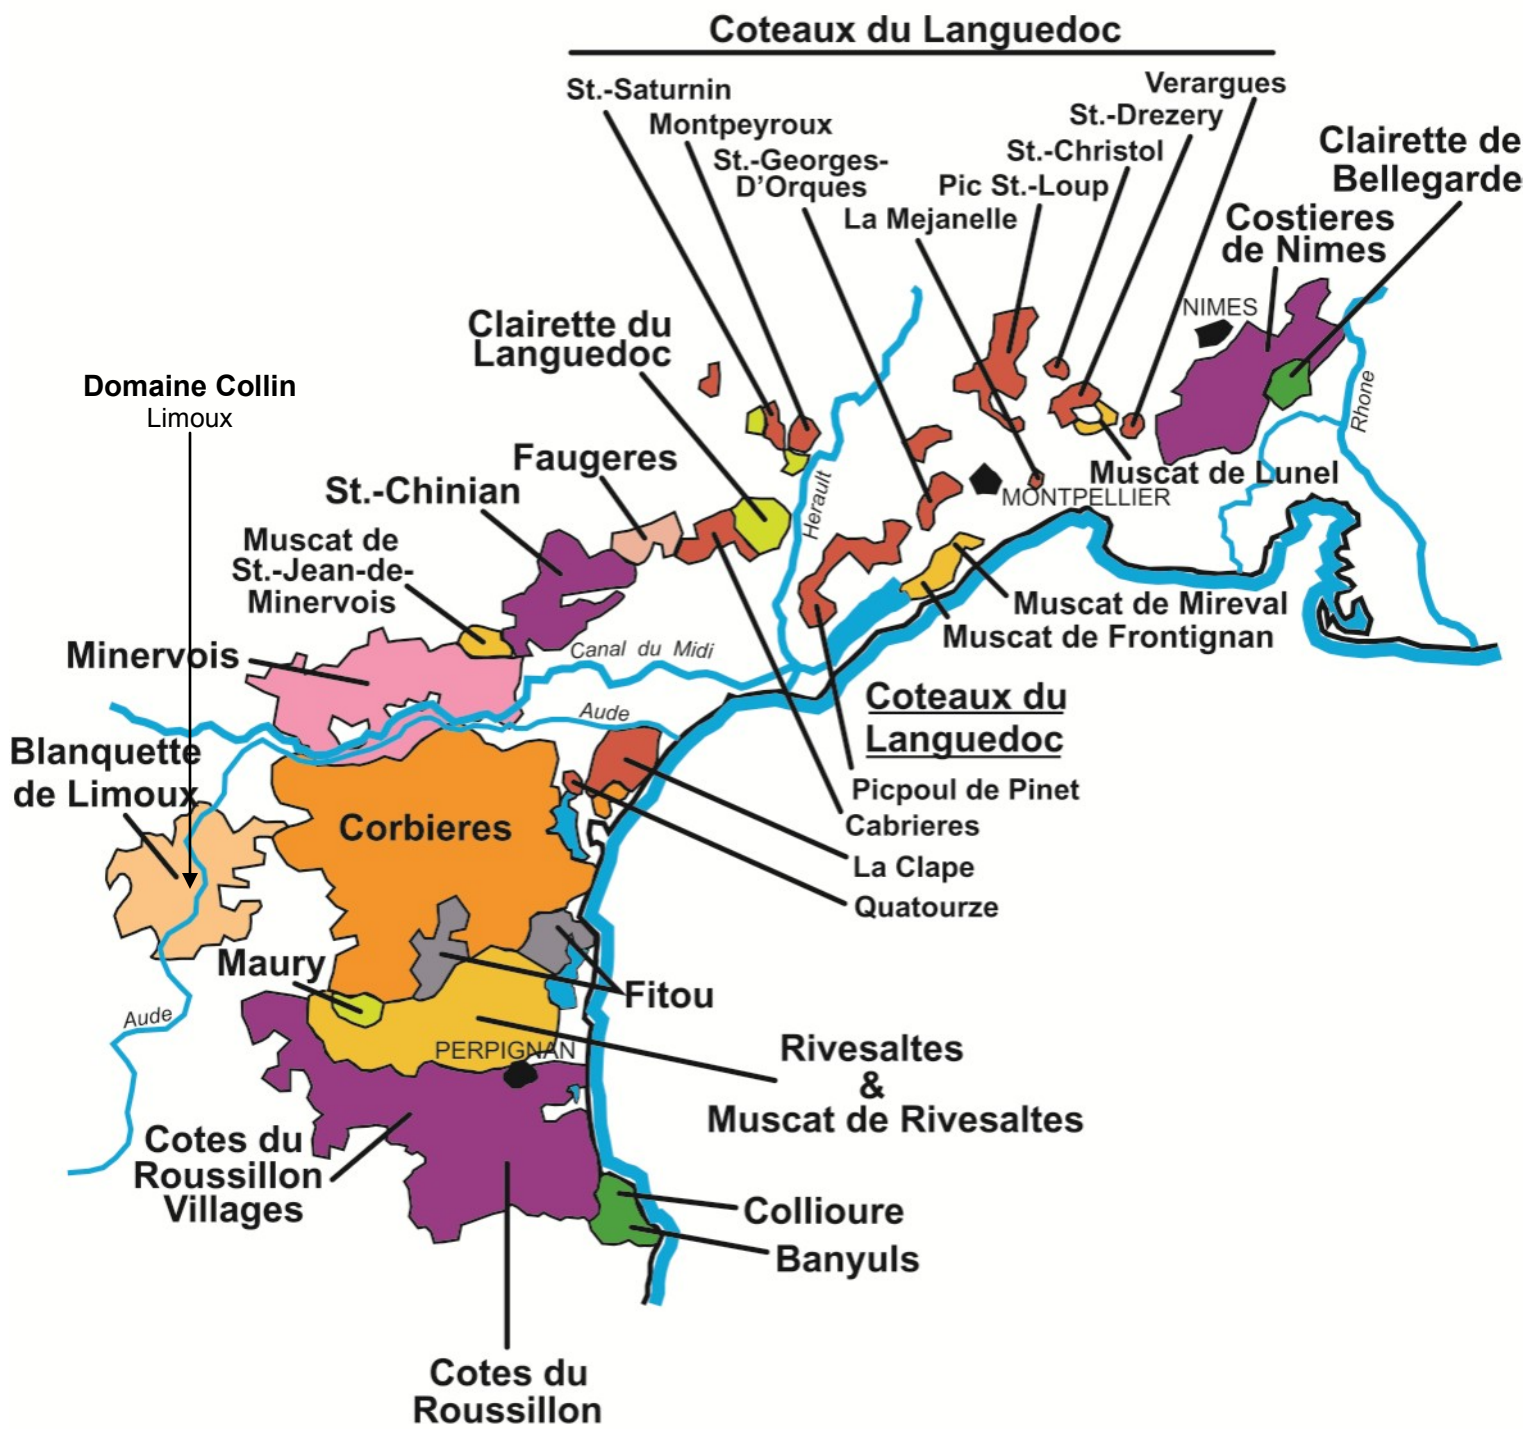 Coteaux du Languedoc
St.-Saturnin
Montpeyroux
St.-Georges-
D'Orques
La Mejanelle
Pic St.-Loup
St.-Christol
St.-Drezery
Verargues
Clairette de
Bellegarde
Costieres
de Nimes
NIMES
Rhone
Clairette du
Languedoc
Domaine Collin
Limoux
Faugeres
St.-Chinian
Herault
Muscat de Lunel
MONTPELLIER
Muscat de
St.-Jean-de-
Minervois
Muscat de Mireval
Muscat de Frontignan
Minervois
Canal du Midi
Aude
Coteaux du
Languedoc
Blanquette
de Limoux
Picpoul de Pinet
Cabrieres
La Clape
Quatourze
Corbieres
Maury
Fitou
Aude
PERPIGNAN
Rivesaltes
&
Muscat de Rivesaltes
Cotes du
Roussillon
Villages
Collioure
Banyuls
Cotes du
Roussillon